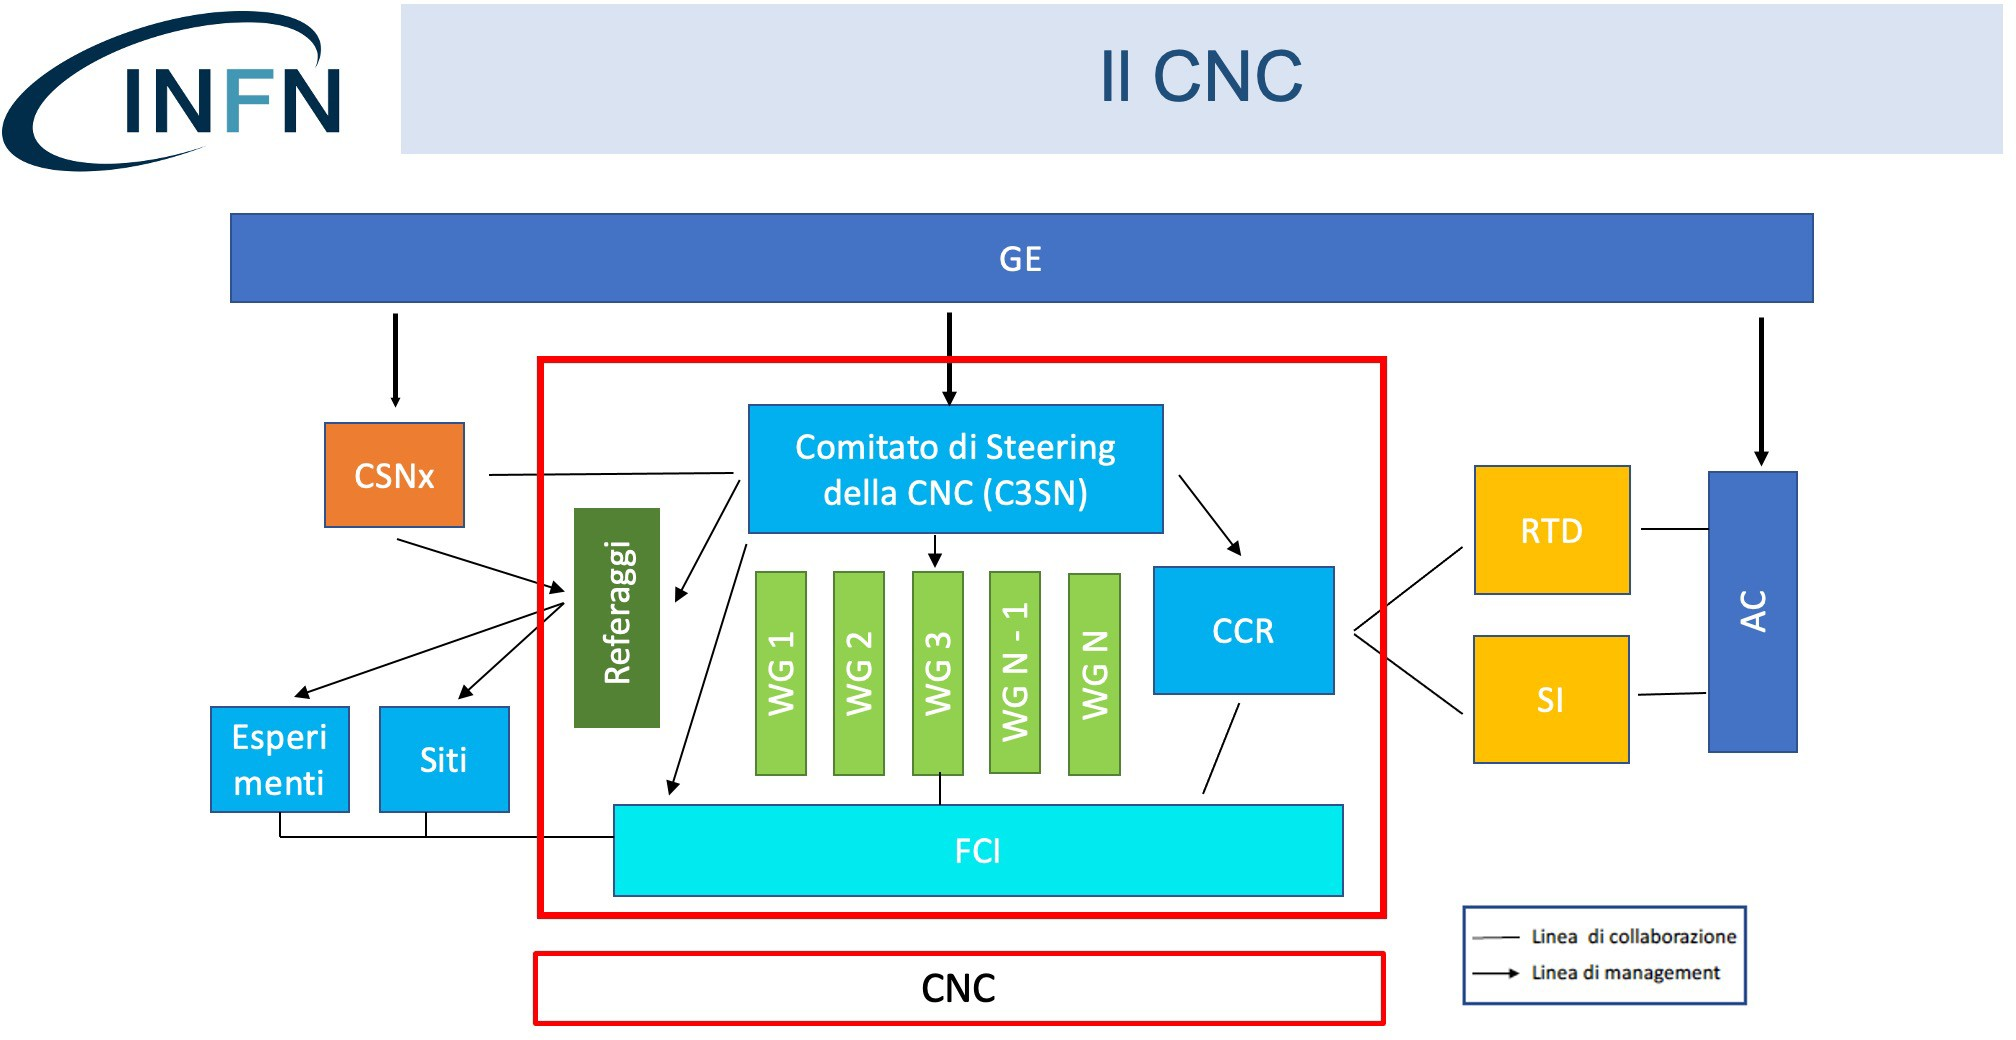 INFN
Il CNC
GE
CSNx
Comitato di Steering
della CNC (C3SN)
Referaggi
WG 1
WG 2
WG 3
WG N - 1
WG N
CCR
RTD
SI
AC
Esperi
menti
Siti
FCI
CNC
Linea di collaborazione
Linea di management